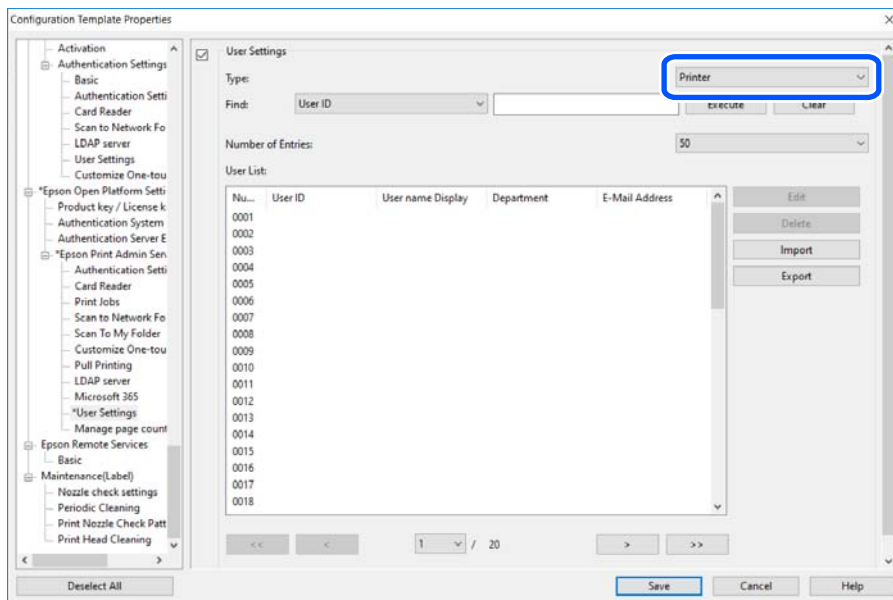 Configuration Template Properties
Activation
Authentication Settings
Basic
Authentication Setti
Card Reader
Scan to Network Fo
LDAP server
User Settings
Customize One-tou
*Epson Open Platform Setti
Product key / License k
Authentication System
Authentication Server E
*Epson Print Admin Sen
Authentication Setti
Card Reader
Print Jobs
Scan to Network Fo
Scan To My Folder
Customize One-tou
Pull Printing
LDAP server
Microsoft 365
*User Settings
Manage page count
Epson Remote Services
Basic
Maintenance(Label)
Nozzle check settings
Periodic Cleaning
Print Nozzle Check Patt
Print Head Cleaning
Deselect All
User Settings
Type: Printer
Find: User ID Execute Clear
Number of Entries: 50
User List:
Nu... User ID User name Display Department E-Mail Address
0001
0002
0003
0004
0005
0006
0007
0008
0009
0010
0011
0012
0013
0014
0015
0016
0017
0018
Edit
Delete
Import
Export
<< < 1 / 20 > >>
Save Cancel Help